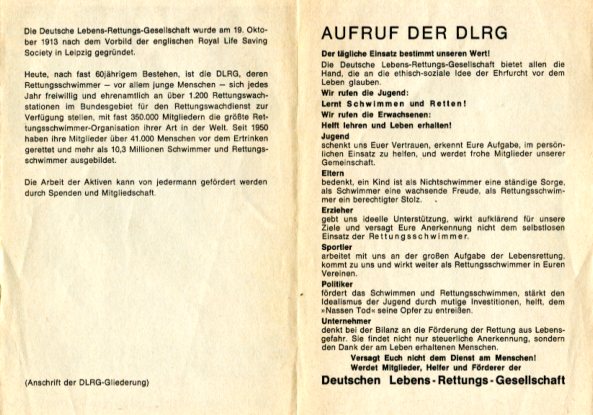 Die Deutsche Lebens-Rettungs-Gesellschaft wurde am 19. Okto-
ber 1913 nach dem Vorbild der englischen Royal Life Saving
Society in Leipzig gegründet.
Heute, nach fast 60jährigem Bestehen, ist die DLRG, deren
Rettungsschwimmer — vor allem junge Menschen — sich jedes
Jahr freiwillig und ehrenamtlich an über 1.200 Rettungswach-
stationen im Bundesgebiet für den Rettungswachdienst zur
Verfügung stellen, mit fast 350.000 Mitgliedern die größte Ret-
tungsschwimmer-Organisation ihrer Art in der Welt. Seit 1950
haben ihre Mitglieder über 41.000 Menschen vor dem Ertrinken
gerettet und mehr als 10,3 Millionen Schwimmer und Rettungs-
schwimmer ausgebildet.
Die Arbeit der Aktiven kann von jedermann gefördert werden
durch Spenden und Mitgliedschaft.
(Anschrift der DLRG-Gliederung)
AUFRUF DER DLRG
Der tägliche Einsatz bestimmt unseren Wert!
Die Deutsche Lebens-Rettungs-Gesellschaft bietet allen die
Hand, die an die ethisch-soziale Idee der Ehrfurcht vor dem
Leben glauben.
Wir rufen die Jugend:
Lernt Schwimmen und Retten!
Wir rufen die Erwachsenen:
Helft lehren und Leben erhalten!
Jugend
schenkt uns Euer Vertrauen, erkennt Eure Aufgabe, im persön-
lichen Einsatz zu helfen, und werdet frohe Mitglieder unserer
Gemeinschaft.
Eltern
bedenkt, ein Kind ist als Nichtschwimmer eine ständige Sorge,
als Schwimmer eine wachsende Freude, als Rettungsschwim-
mer ein berechtigter Stolz.
Erzieher
gebt uns ideelle Unterstützung, wirkt aufklärend für unsere
Ziele und versagt Eure Anerkennung nicht dem selbstlosen
Einsatz der Rettungsschwimmer.
Sportler
arbeitet mit uns an der großen Aufgabe der Lebensrettung,
kommt zu uns und wirkt weiter als Rettungsschwimmer in Euren
Vereinen.
Politiker
fördert das Schwimmen und Rettungsschwimmen, stärkt den
Idealismus der Jugend durch mutige Investitionen, helft, dem
»Nassen Tod« seine Opfer zu entreißen.
Unternehmer
denkt bei der Bilanz an die Förderung der Rettung aus Lebens-
gefahr. Sie findet nicht nur steuerliche Anerkennung, sondern
den Dank der am Leben erhaltenen Menschen.
Versagt Euch nicht dem Dienst am Menschen!
Werdet Mitglieder, Helfer und Förderer der
Deutschen Lebens-Rettungs-Gesellschaft